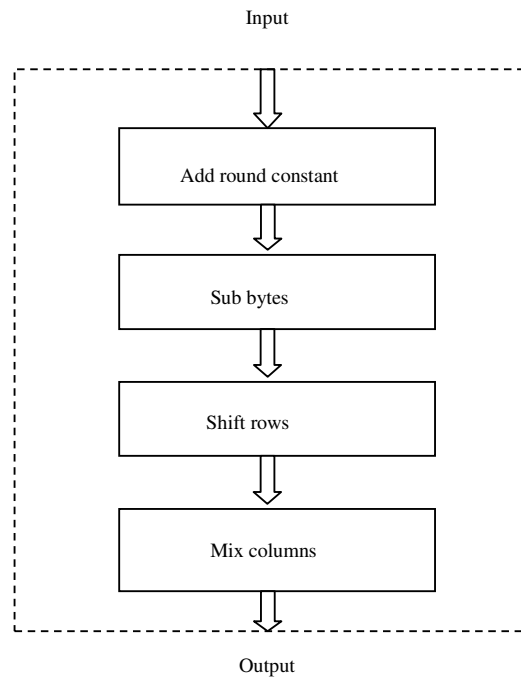 Input
Add round constant
Sub bytes
Shift rows
Mix columns
Output